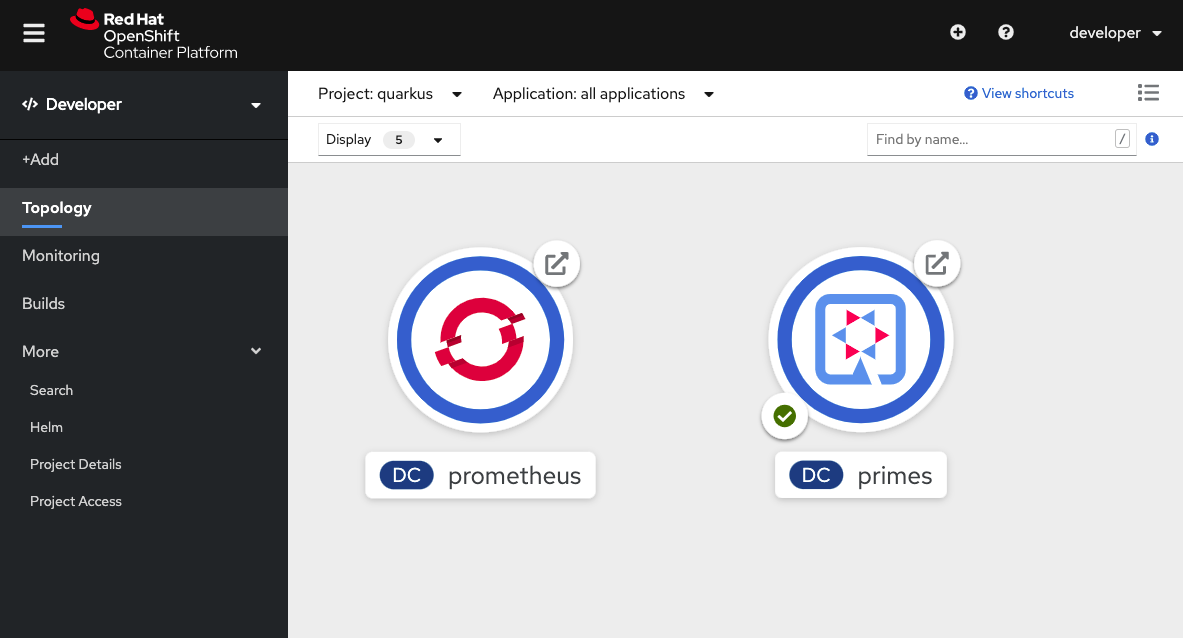 Red Hat
OpenShift
Container Platform
developer
Developer
Project: quarkus
Application: all applications
View shortcuts
Display 5
Find by name...
/
+Add
Topology
Monitoring
Builds
More
Search
Helm
Project Details
Project Access
DC prometheus
DC primes